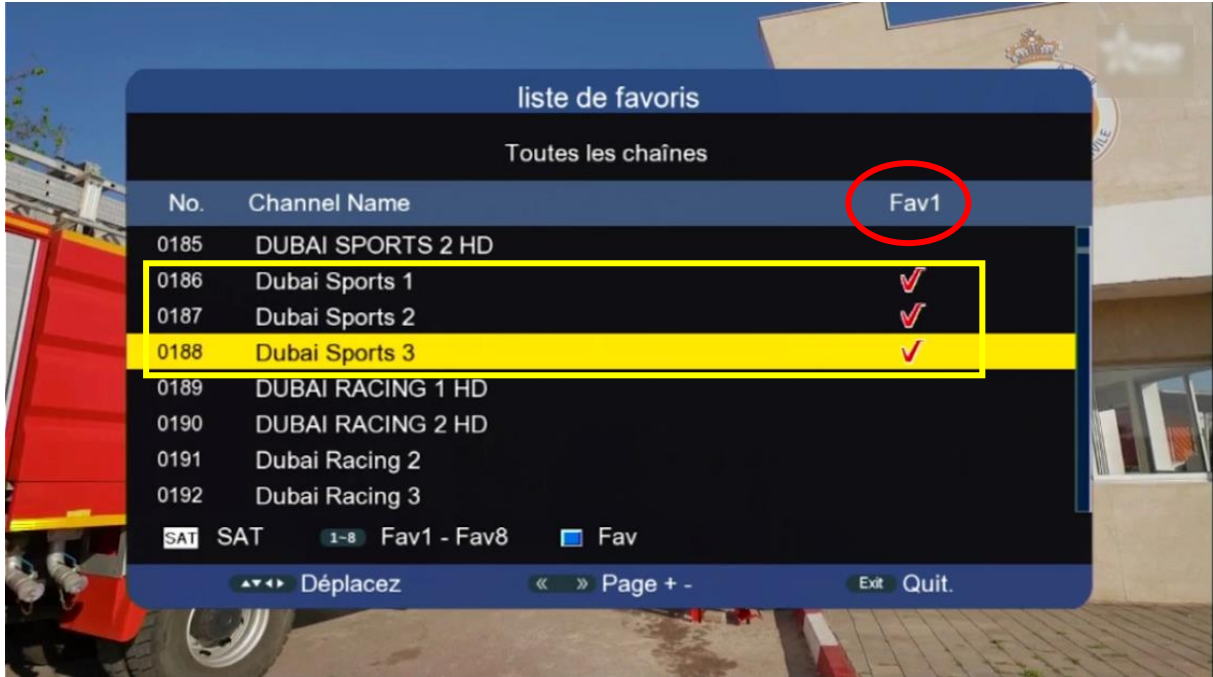 liste de favoris
Toutes les chaînes
No. Channel Name Fav1
0185 DUBAI SPORTS 2 HD
0186 Dubai Sports 1
0187 Dubai Sports 2
0188 Dubai Sports 3
0189 DUBAI RACING 1 HD
0190 DUBAI RACING 2 HD
0191 Dubai Racing 2
0192 Dubai Racing 3
SAT SAT 1~8 Fav1 - Fav8 Fav
Déplacez « » Page + - Exit Quit.